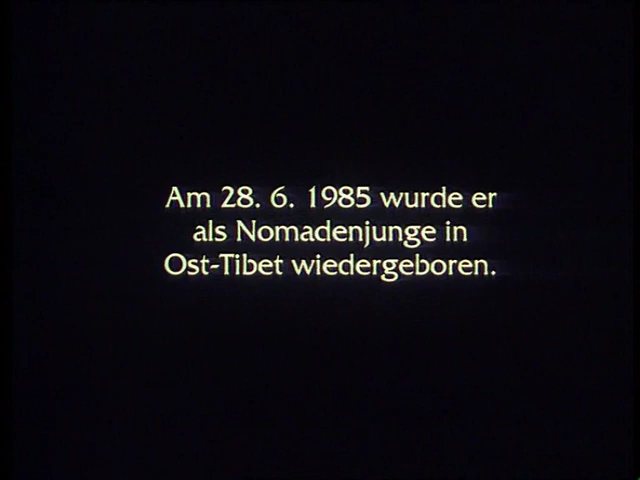 Am 28. 6. 1985 wurde er
als Nomadenjunge in
Ost-Tibet wiedergeboren.